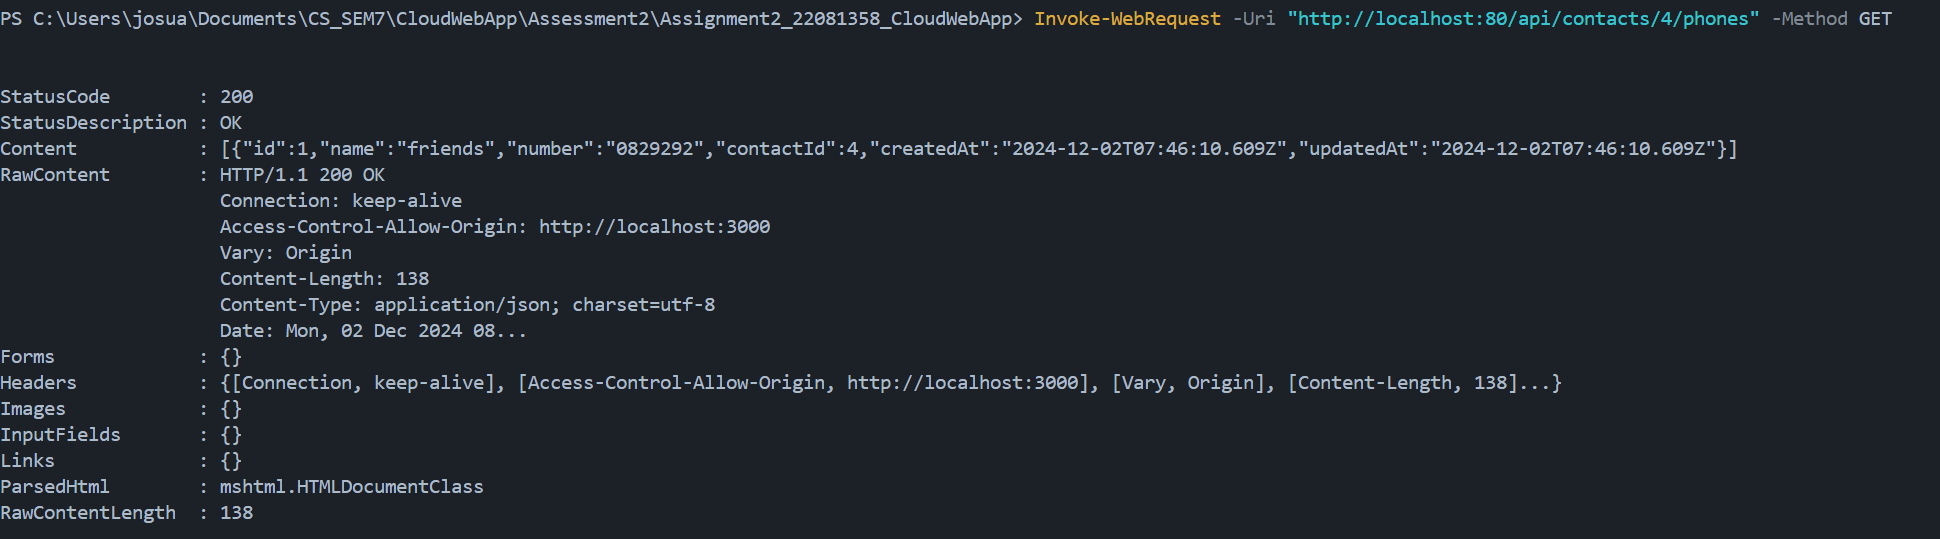 PS C:\Users\josua\Documents\CS_SEM7\CloudWebApp\Assessment2\Assignment2_22081358_CloudWebApp> Invoke-WebRequest -Uri "http://localhost:80/api/contacts/4/phones" -Method GET
StatusCode        : 200
StatusDescription : OK
Content           : [{"id":1,"name":"friends","number":"0829292","contactId":4,"createdAt":"2024-12-02T07:46:10.609Z","updatedAt":"2024-12-02T07:46:10.609Z"}]
RawContent        : HTTP/1.1 200 OK
                    Connection: keep-alive
                    Access-Control-Allow-Origin: http://localhost:3000
                    Vary: Origin
                    Content-Length: 138
                    Content-Type: application/json; charset=utf-8
                    Date: Mon, 02 Dec 2024 08...
Forms             : {}
Headers           : {[Connection, keep-alive], [Access-Control-Allow-Origin, http://localhost:3000], [Vary, Origin], [Content-Length, 138]...}
Images            : {}
InputFields       : {}
Links             : {}
ParsedHtml        : mshtml.HTMLDocumentClass
RawContentLength  : 138